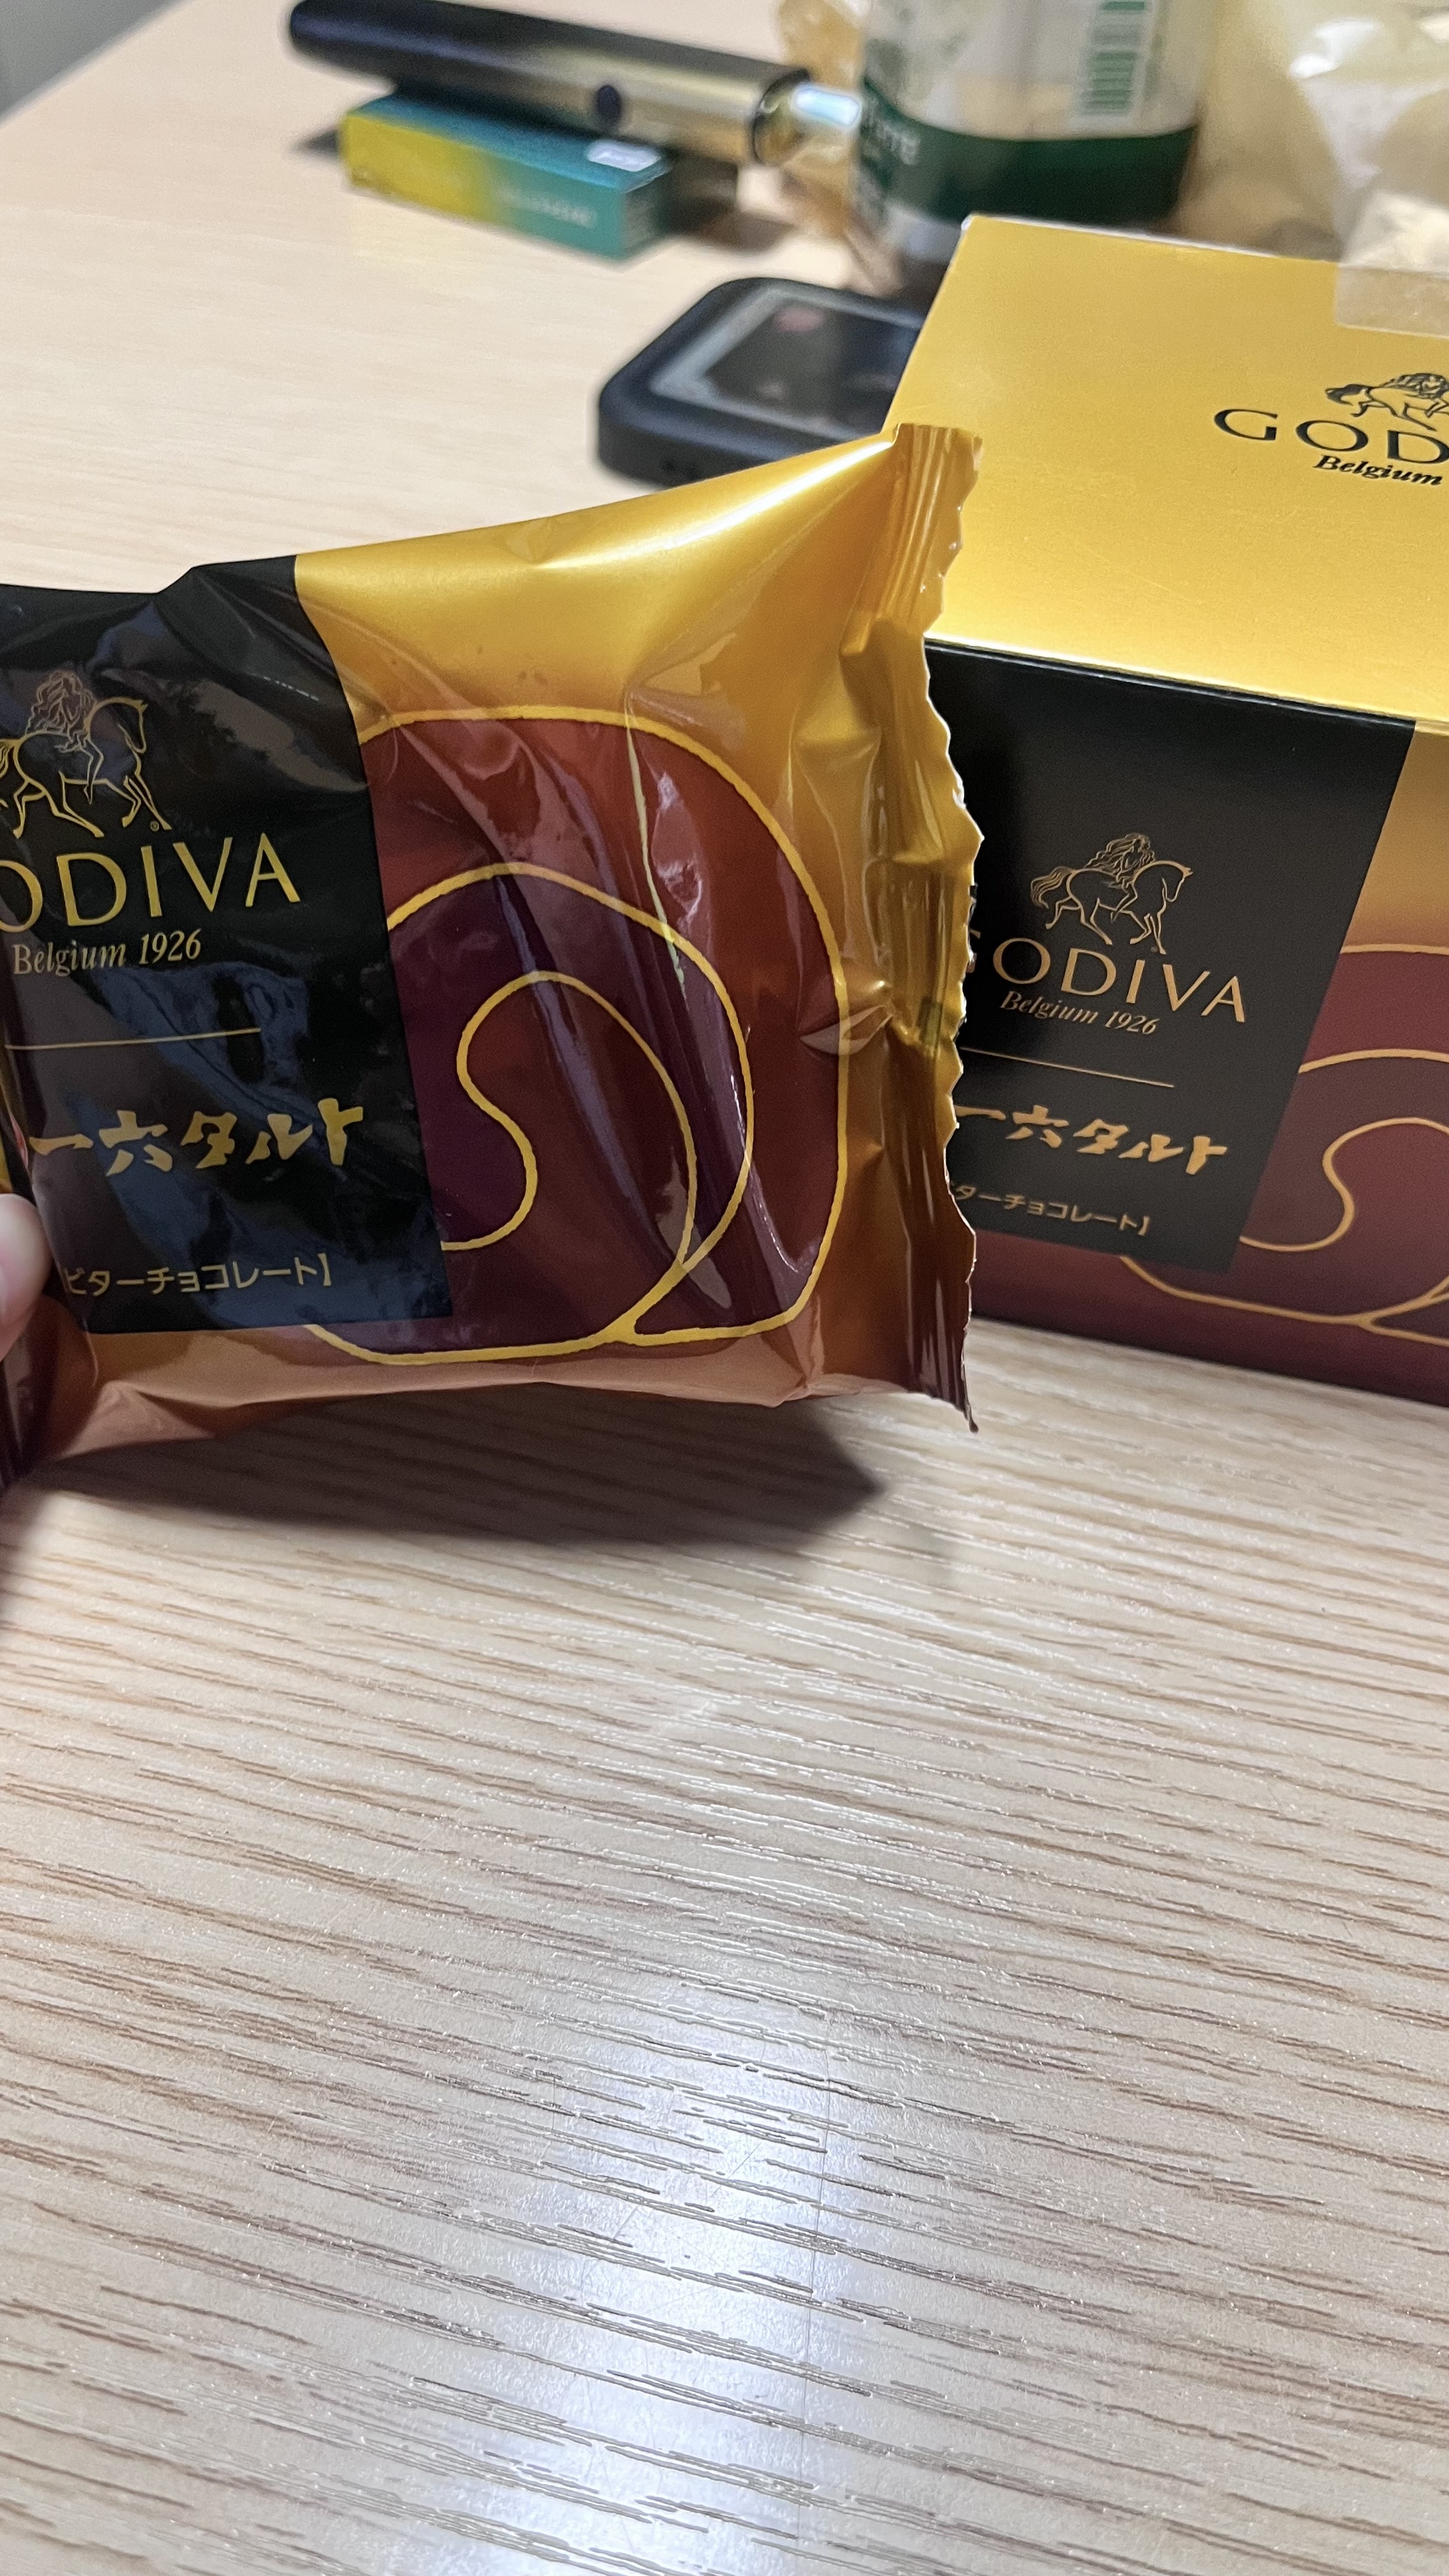 ODIVA
Belgium 1926
一六タルト
ビターチョコレート】
GOD
Belgium
GODIVA
Belgium 1926
一六タルト
ターチョコレート】